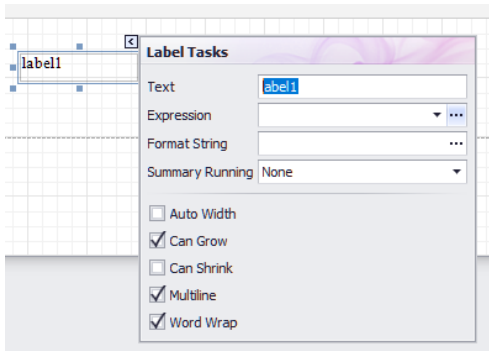 label1
Label Tasks
Text label1
Expression
Format String
Summary Running None
Auto Width
Can Grow
Can Shrink
Multiline
Word Wrap